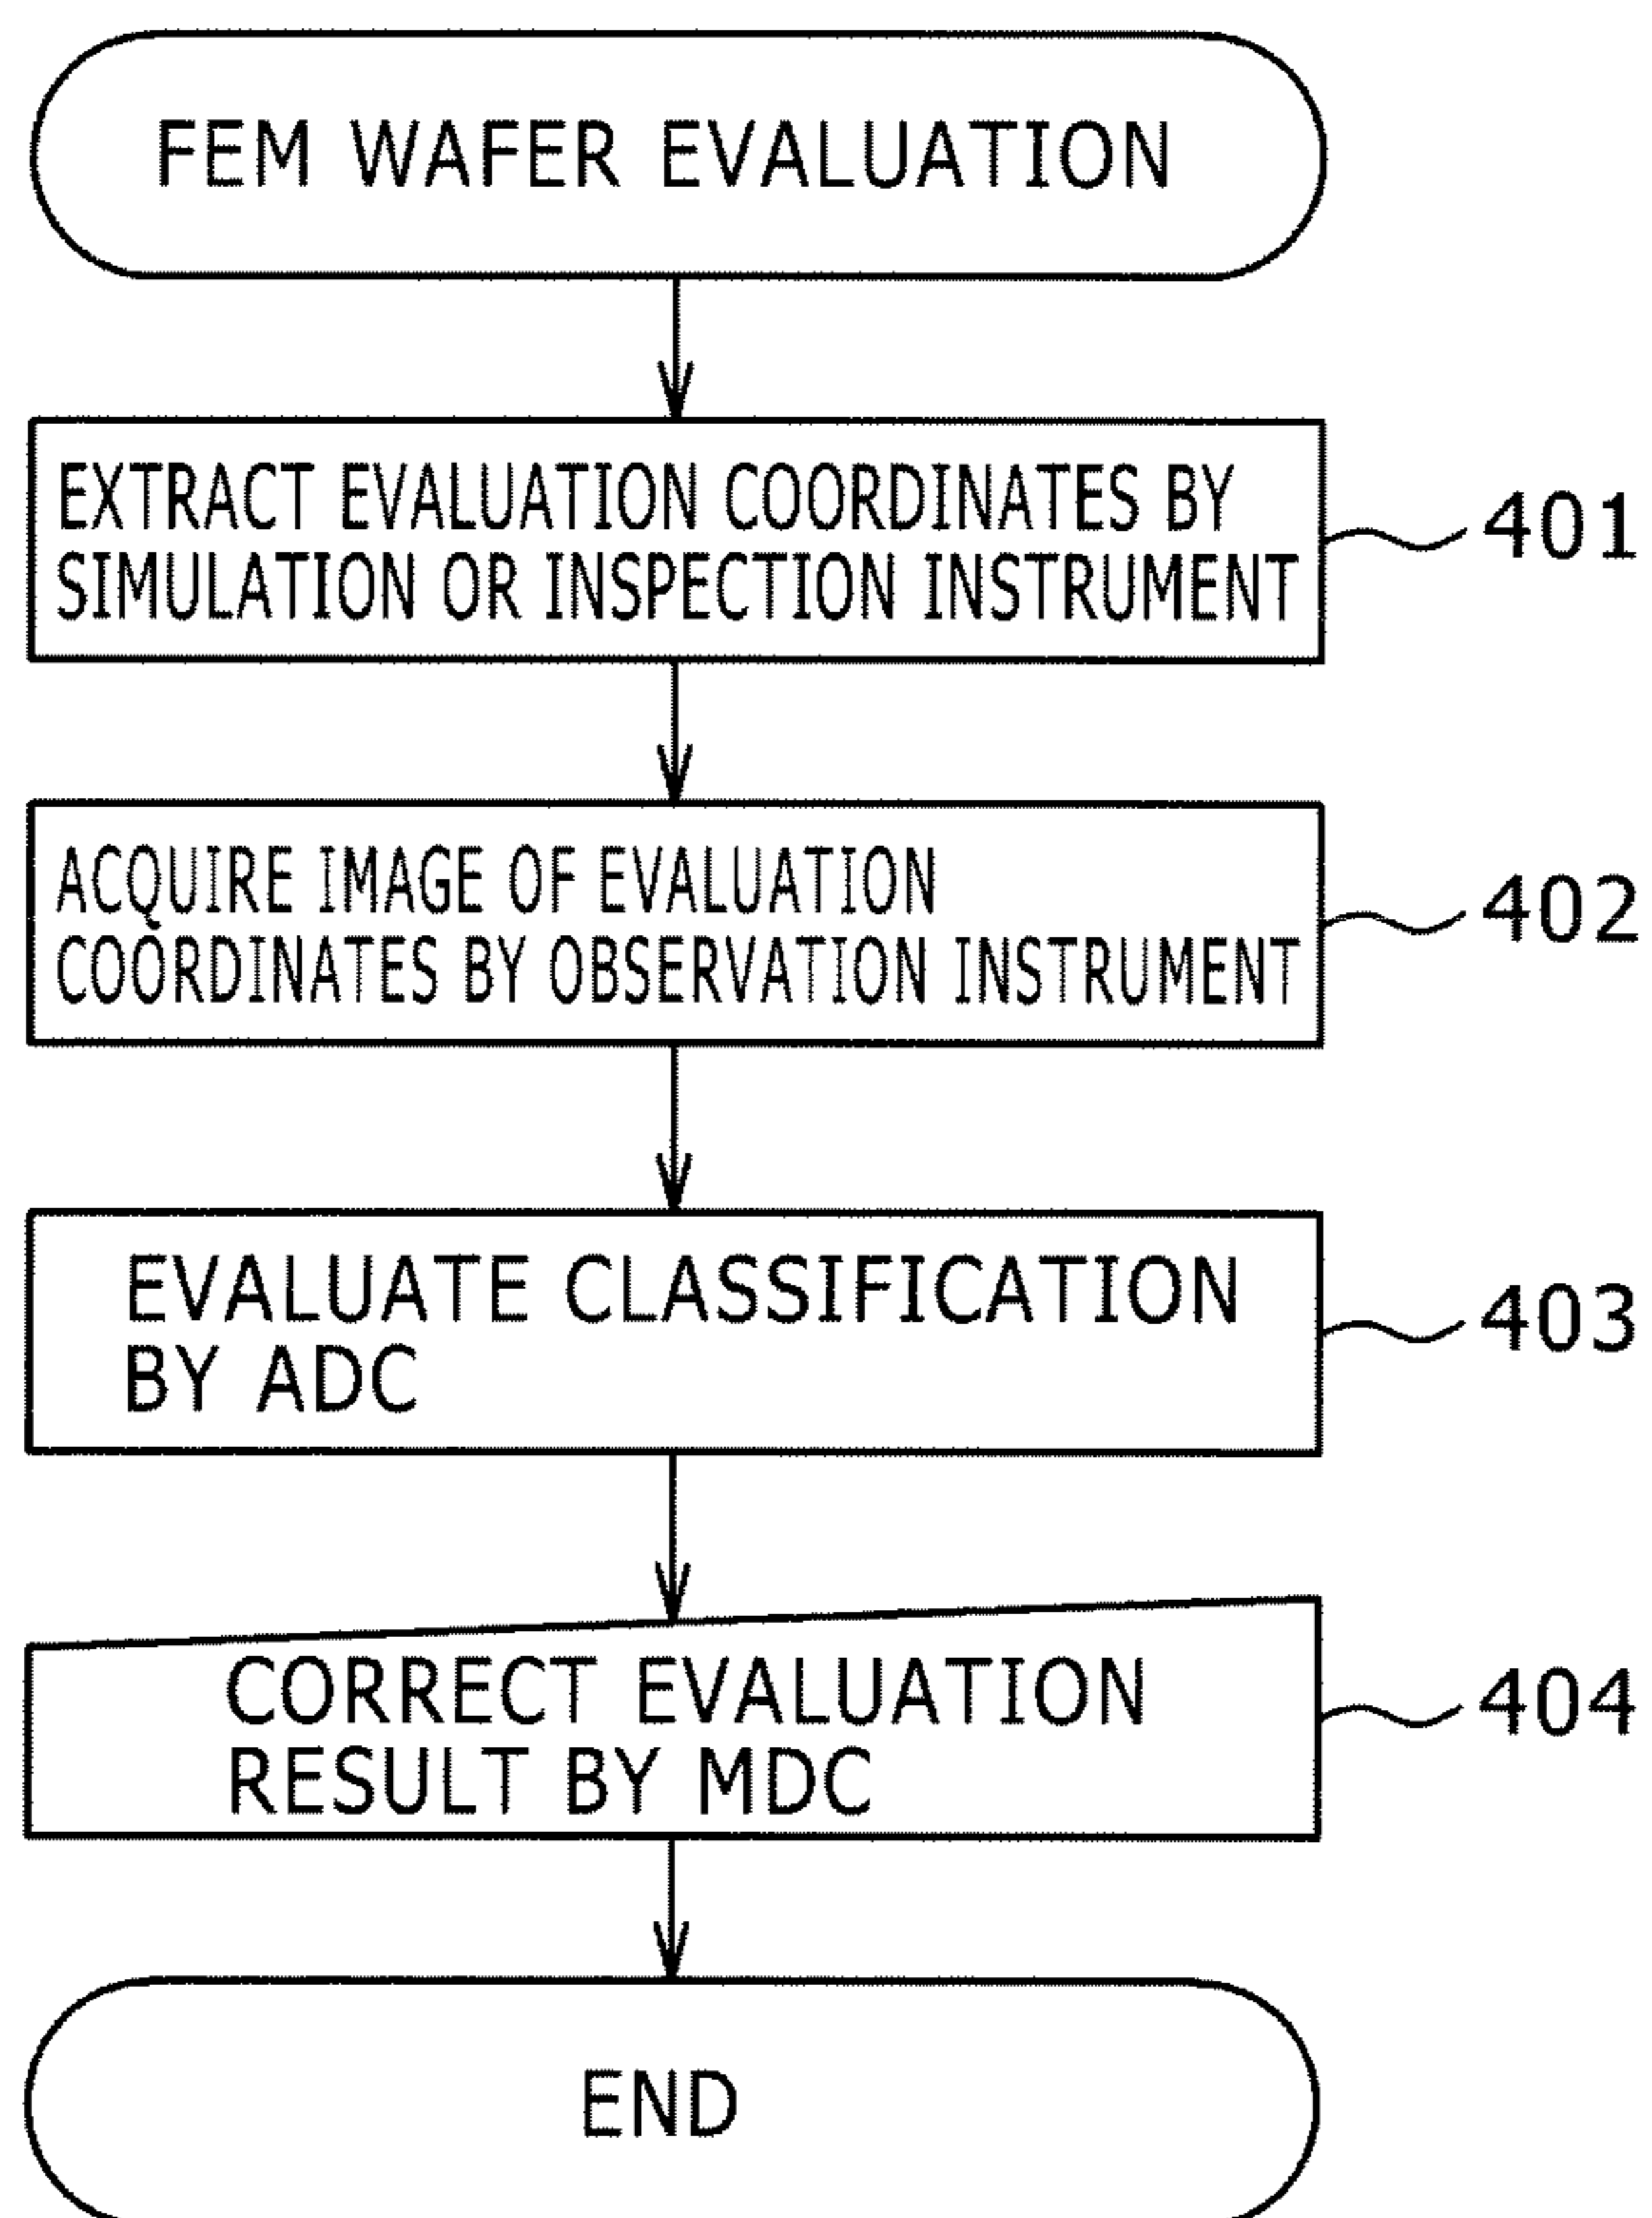 FEM WAFER EVALUATION
EXTRACT EVALUATION COORDINATES BY
SIMULATION OR INSPECTION INSTRUMENT
401
ACQUIRE IMAGE OF EVALUATION
COORDINATES BY OBSERVATION INSTRUMENT
402
EVALUATE CLASSIFICATION
BY ADC
403
CORRECT EVALUATION
RESULT BY MDC
404
END